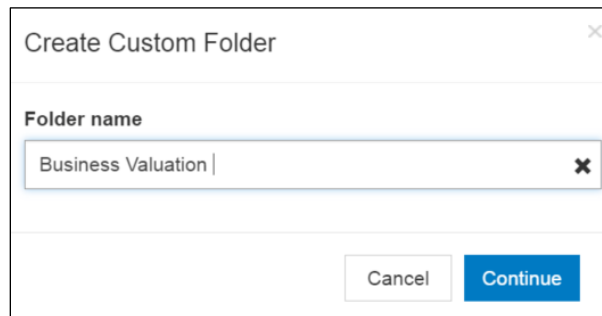 Create Custom Folder
Folder name
Business Valuation
Cancel Continue